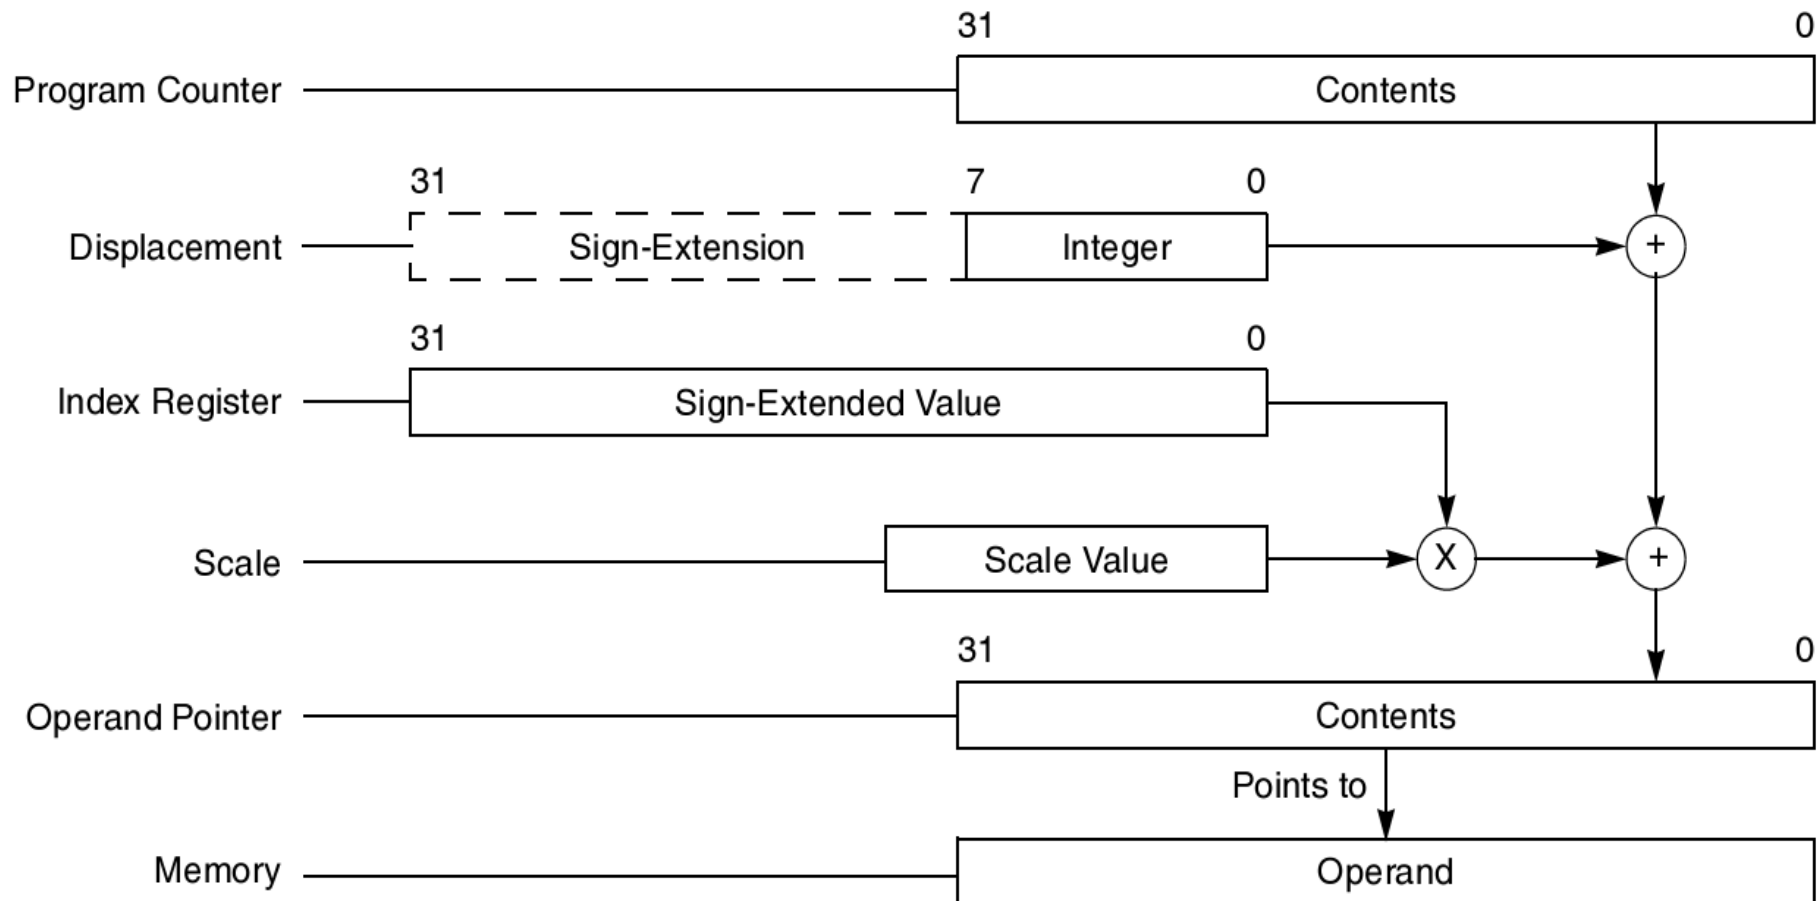 31 0
Program Counter Contents
31 7 0
Displacement Sign-Extension Integer +
31 0
Index Register Sign-Extended Value
Scale Scale Value X +
31 0
Operand Pointer Contents
Points to
Memory Operand